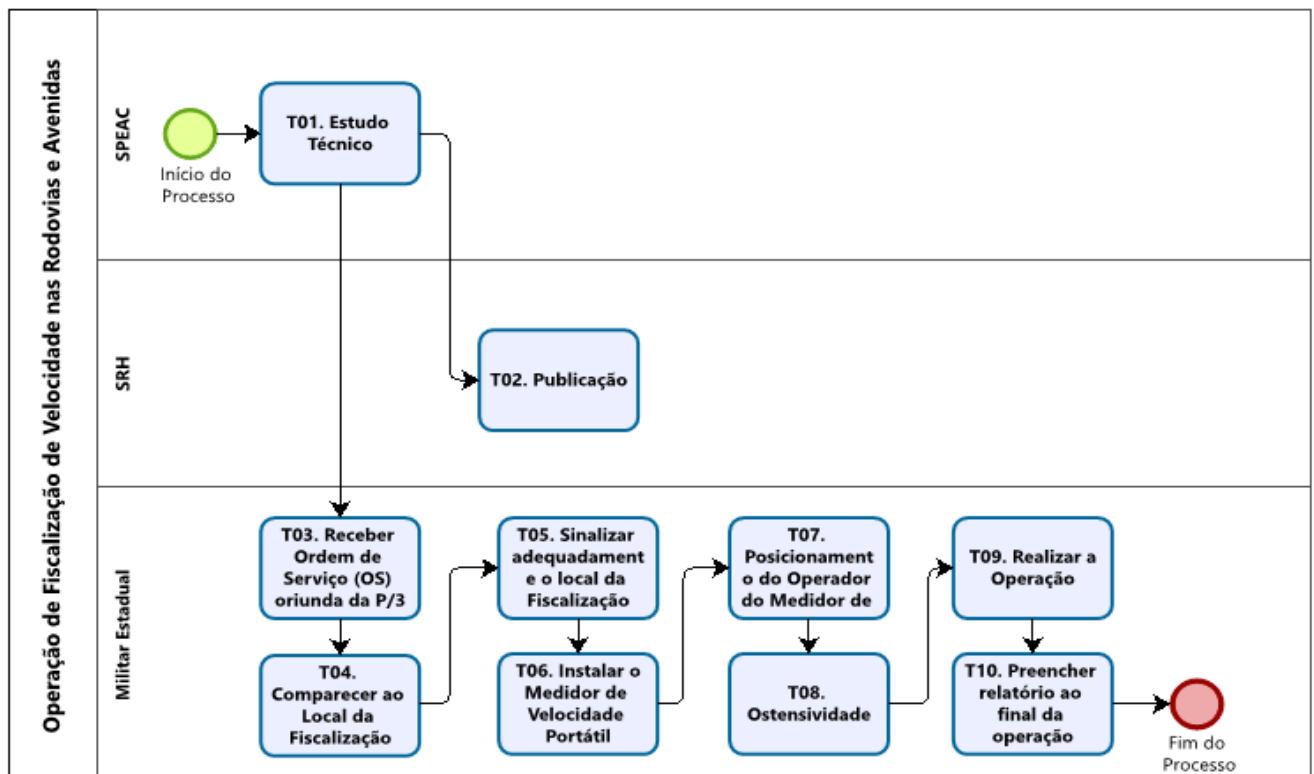 Operação de Fiscalização de Velocidade nas Rodovias e Avenidas
SPEAC
Início do
Processo
T01. Estudo
Técnico
SRH
T02. Publicação
Militar Estadual
T03. Receber
Ordem de
Serviço (OS)
oriunda da P/3
T04.
Comparecer ao
Local da
Fiscalização
T05. Sinalizar
adequadament
e o local da
Fiscalização
T06. Instalar o
Medidor de
Velocidade
Portátil
T07.
Posicionament
o do Operador
do Medidor de
T08.
Ostensividade
T09. Realizar a
Operação
T10. Preencher
relatório ao
final da
operação
Fim do
Processo